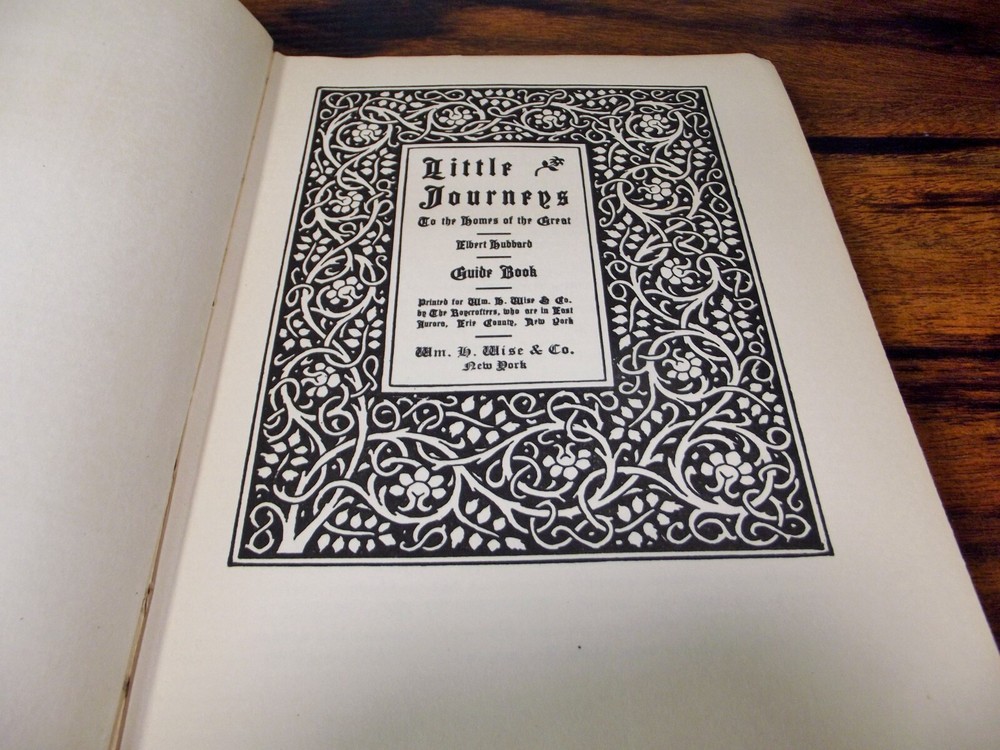 Little
Journeys
To the Homes of the Great
Elbert Hubbard
Guide Book
Printed for Wm. H. Wise & Co.
by The Roycrofters, who are in East
Aurora, Erie County, New York
Wm. H. Wise & Co.
New York